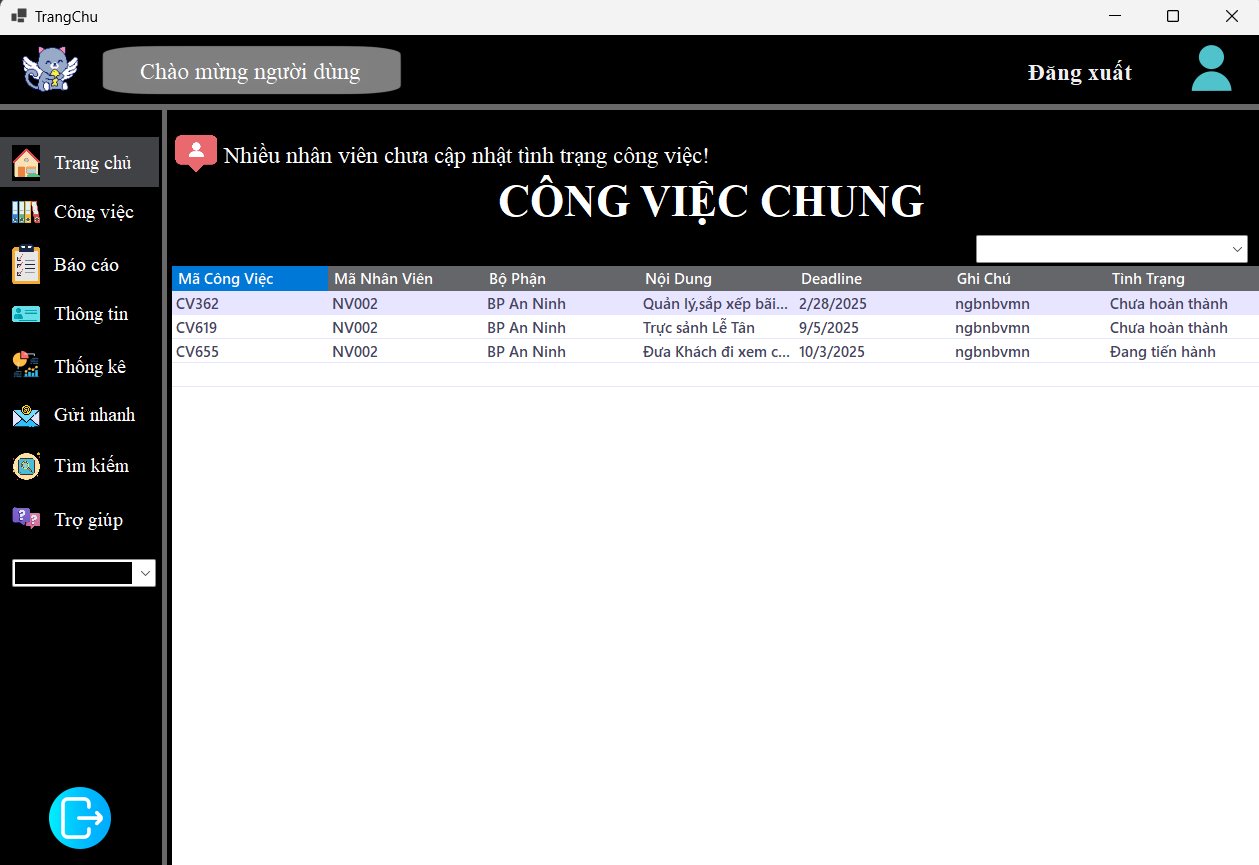 TrangChu
Chào mừng người dùng
Đăng xuất
Trang chủ
Công việc
Báo cáo
Thông tin
Thống kê
Gửi nhanh
Tìm kiếm
Trợ giúp
Nhiều nhân viên chưa cập nhật tình trạng công việc!
CÔNG VIỆC CHUNG
Mã Công Việc Mã Nhân Viên Bộ Phận Nội Dung Deadline Ghi Chú Tình Trạng
CV362 NV002 BP An Ninh Quản lý,sắp xếp bãi... 2/28/2025 ngbnbvmn Chưa hoàn thành
CV619 NV002 BP An Ninh Trực sảnh Lễ Tân 9/5/2025 ngbnbvmn Chưa hoàn thành
CV655 NV002 BP An Ninh Đưa Khách đi xem c... 10/3/2025 ngbnbvmn Đang tiến hành